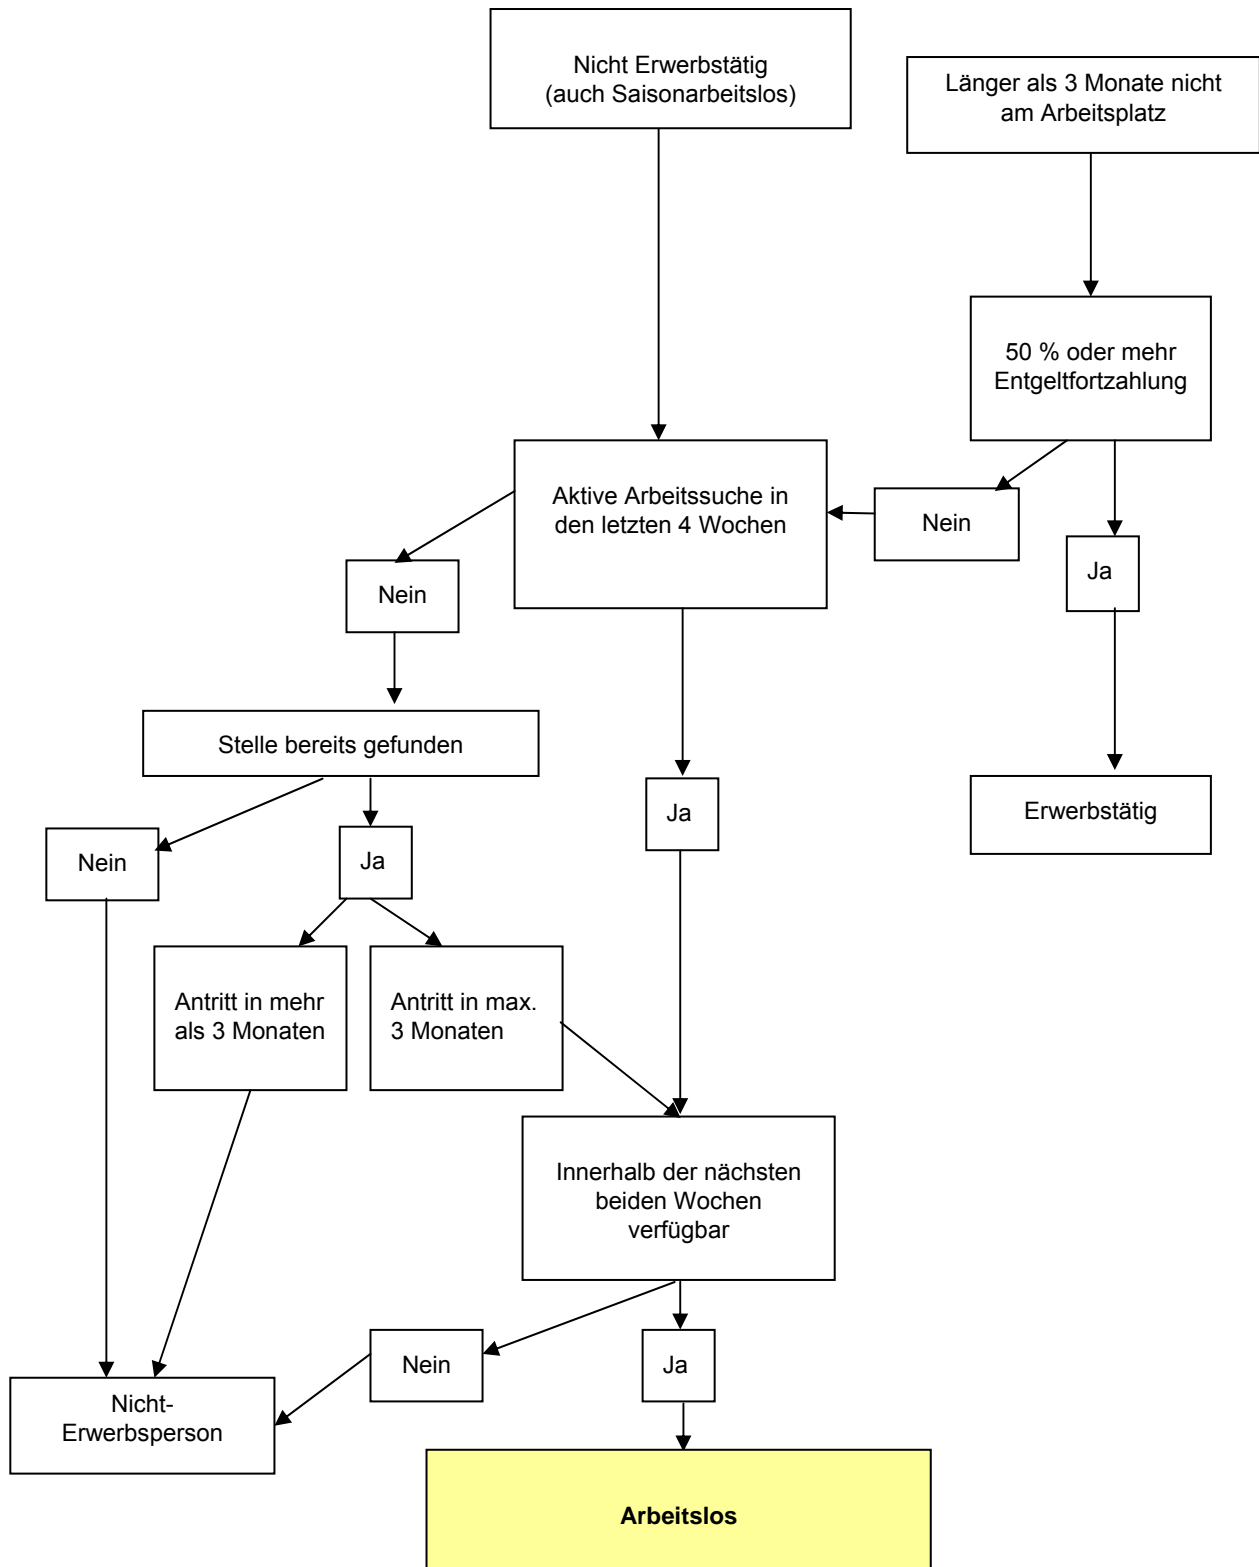 Nicht Erwerbstätig
(auch Saisonarbeitslos)
Länger als 3 Monate nicht
am Arbeitsplatz
50 % oder mehr
Entgeltfortzahlung
Aktive Arbeitssuche in
den letzten 4 Wochen
Nein
Ja
Nein
Stelle bereits gefunden
Ja
Erwerbstätig
Nein
Ja
Antritt in mehr
als 3 Monaten
Antritt in max.
3 Monaten
Innerhalb der nächsten
beiden Wochen
verfügbar
Nein
Ja
Nicht-
Erwerbsperson
Arbeitslos